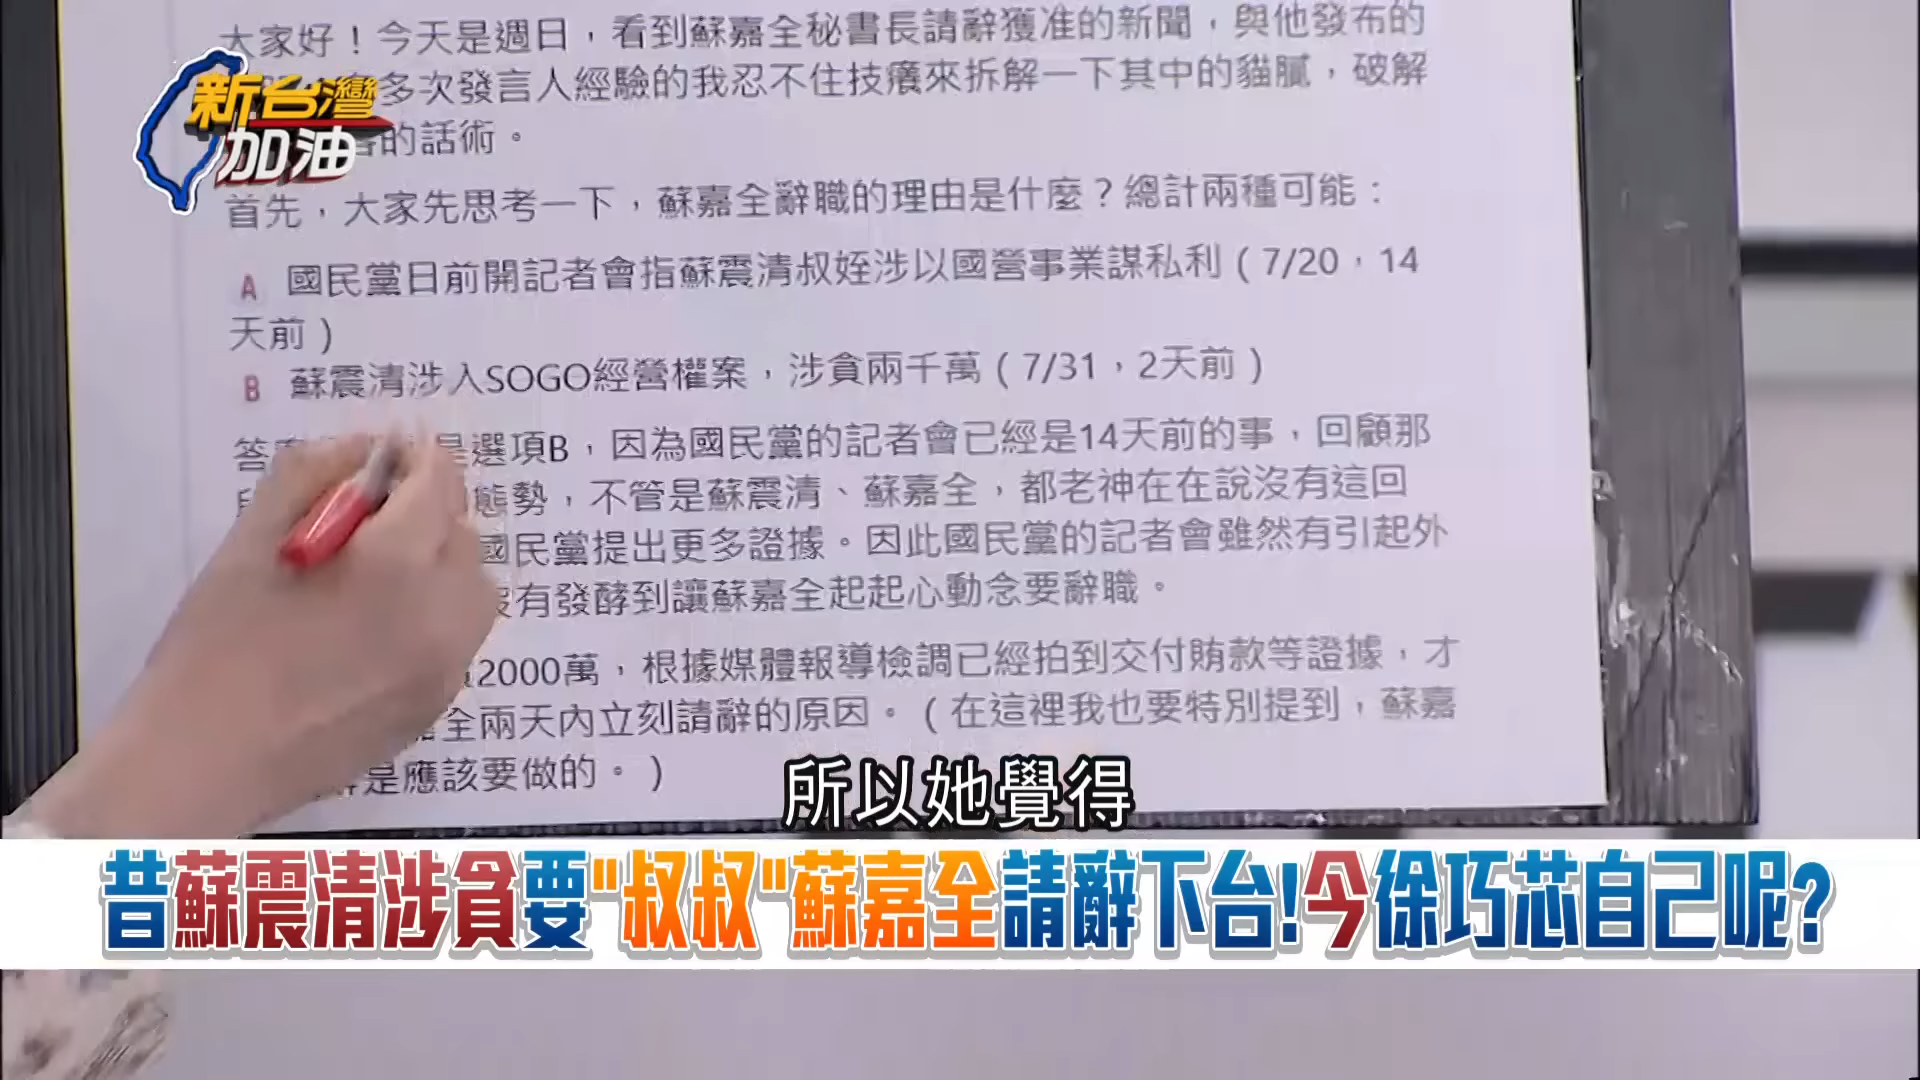 大家好！今天是週日，看到蘇嘉全秘書長請辭獲准的新聞，與他發布的
多次發言人經驗的我忍不住技癢來拆解一下其中的貓膩，破解
的話術。
新台灣
加油
首先，大家先思考一下，蘇嘉全辭職的理由是什麼？總計兩種可能：
A 國民黨日前開記者會指蘇震清叔姪涉以國營事業謀私利（7/20，14
天前）
B 蘇震清涉入SOGO經營權案，涉貪兩千萬（7/31，2天前）
是選項B，因為國民黨的記者會已經是14天前的事，回顧那
態勢，不管是蘇震清、蘇嘉全，都老神在在說沒有這回
國民黨提出更多證據。因此國民黨的記者會雖然有引起外
有發酵到讓蘇嘉全起起心動念要辭職。
2000萬，根據媒體報導檢調已經拍到交付賄款等證據，才
全兩天內立刻請辭的原因。（在這裡我也要特別提到，蘇嘉
是應該要做的。）
所以她覺得
昔蘇震清涉貪要"叔叔"蘇嘉全請辭下台!今徐巧芯自己呢?